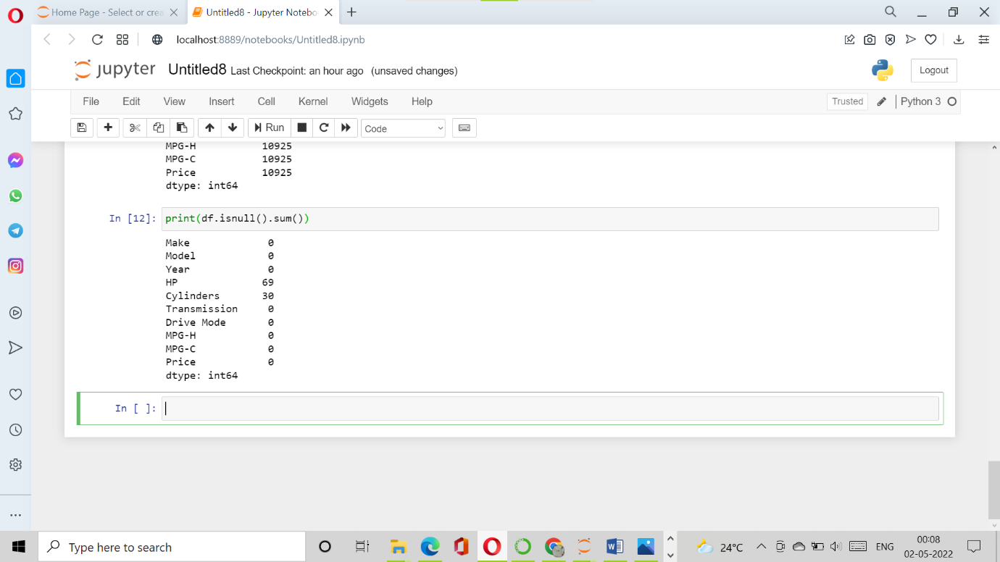 Home Page - Select or crea
Untitled8 - Jupyter Notebo
localhost:8889/notebooks/Untitled8.ipynb
jupyter Untitled8 Last Checkpoint: an hour ago (unsaved changes)
Logout
File Edit View Insert Cell Kernel Widgets Help
Trusted Python 3
Run Code
MPG-H 10925
MPG-C 10925
Price 10925
dtype: int64
In [12]: print(df.isnull().sum())
Make 0
Model 0
Year 0
HP 69
Cylinders 30
Transmission 0
Drive Mode 0
MPG-H 0
MPG-C 0
Price 0
dtype: int64
In [ ]:
Type here to search
24°C
ENG
00:08
02-05-2022